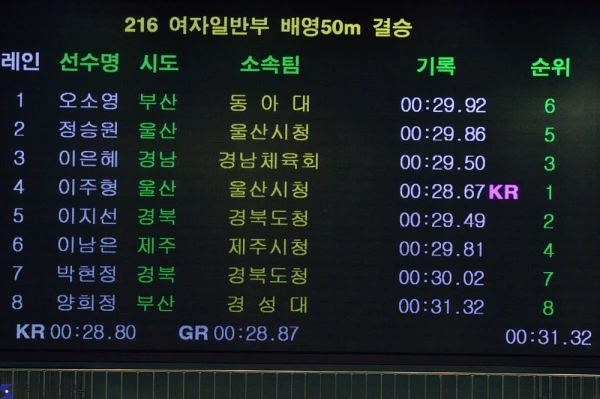 216 여자일반부 배영50m 결승
레인 선수명 시도 소속팀 기록 순위
1 오소영 부산 동 아 대 00:29.92 6
2 정승원 울산 울산시청 00:29.86 5
3 이은혜 경남 경남체육회 00:29.50 3
4 이주형 울산 울산시청 00:28.67 KR 1
5 이지선 경북 경북도청 00:29.49 2
6 이남은 제주 제주시청 00:29.81 4
7 박현정 경북 경북도청 00:30.02 7
8 양희정 부산 경 성 대 00:31.32 8
KR 00:28.80 GR 00:28.87 00:31.32